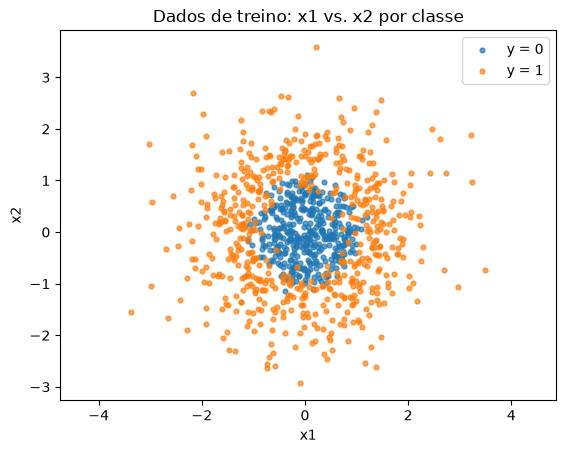 Dados de treino: x1 vs. x2 por classe
y = 0
y = 1
x2
3
2
1
0
−1
−2
−3
−4 −2 0 2 4
x1